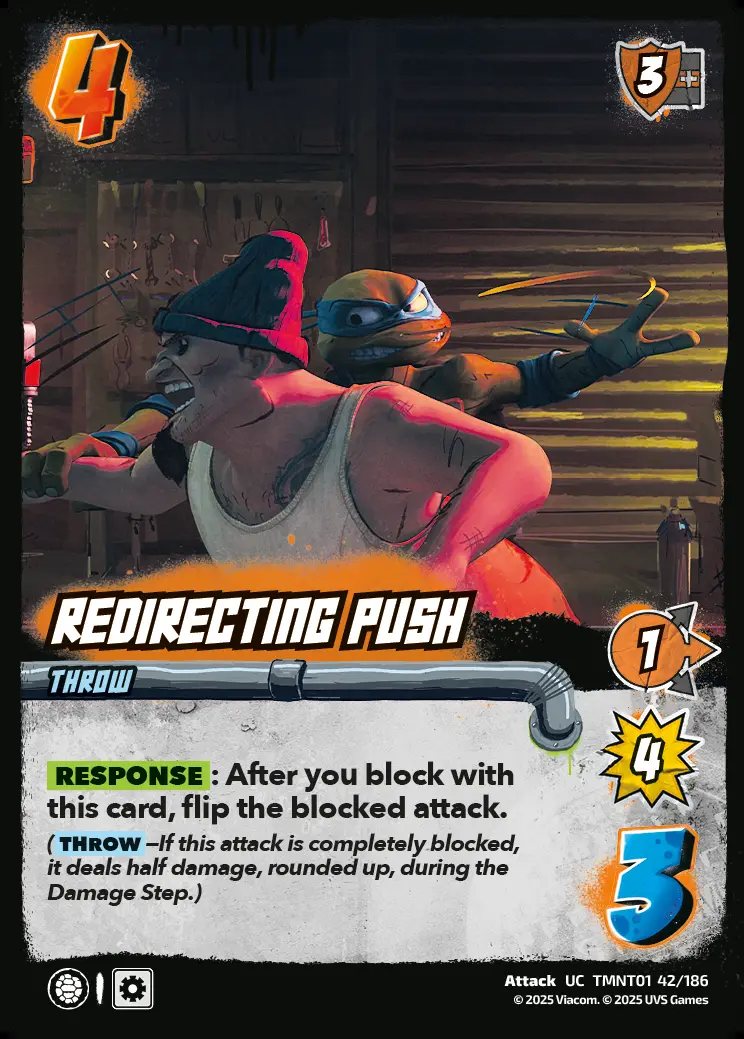 4
3
REDIRECTING PUSH
1
THROW
4
RESPONSE : After you block with
this card, flip the blocked attack.
( THROW –If this attack is completely blocked,
it deals half damage, rounded up, during the
Damage Step.)
3
Attack UC TMNT01 42/186
© 2025 Viacom. © 2025 UVS Games